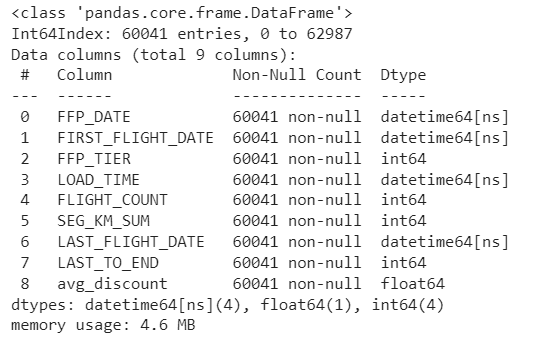 <class 'pandas.core.frame.DataFrame'>
Int64Index: 60041 entries, 0 to 62987
Data columns (total 9 columns):
 #   Column             Non-Null Count  Dtype
---  ------             --------------  -----
 0   FFP_DATE           60041 non-null  datetime64[ns]
 1   FIRST_FLIGHT_DATE  60041 non-null  datetime64[ns]
 2   FFP_TIER           60041 non-null  int64
 3   LOAD_TIME          60041 non-null  datetime64[ns]
 4   FLIGHT_COUNT       60041 non-null  int64
 5   SEG_KM_SUM         60041 non-null  int64
 6   LAST_FLIGHT_DATE   60041 non-null  datetime64[ns]
 7   LAST_TO_END        60041 non-null  int64
 8   avg_discount       60041 non-null  float64
dtypes: datetime64[ns](4), float64(1), int64(4)
memory usage: 4.6 MB